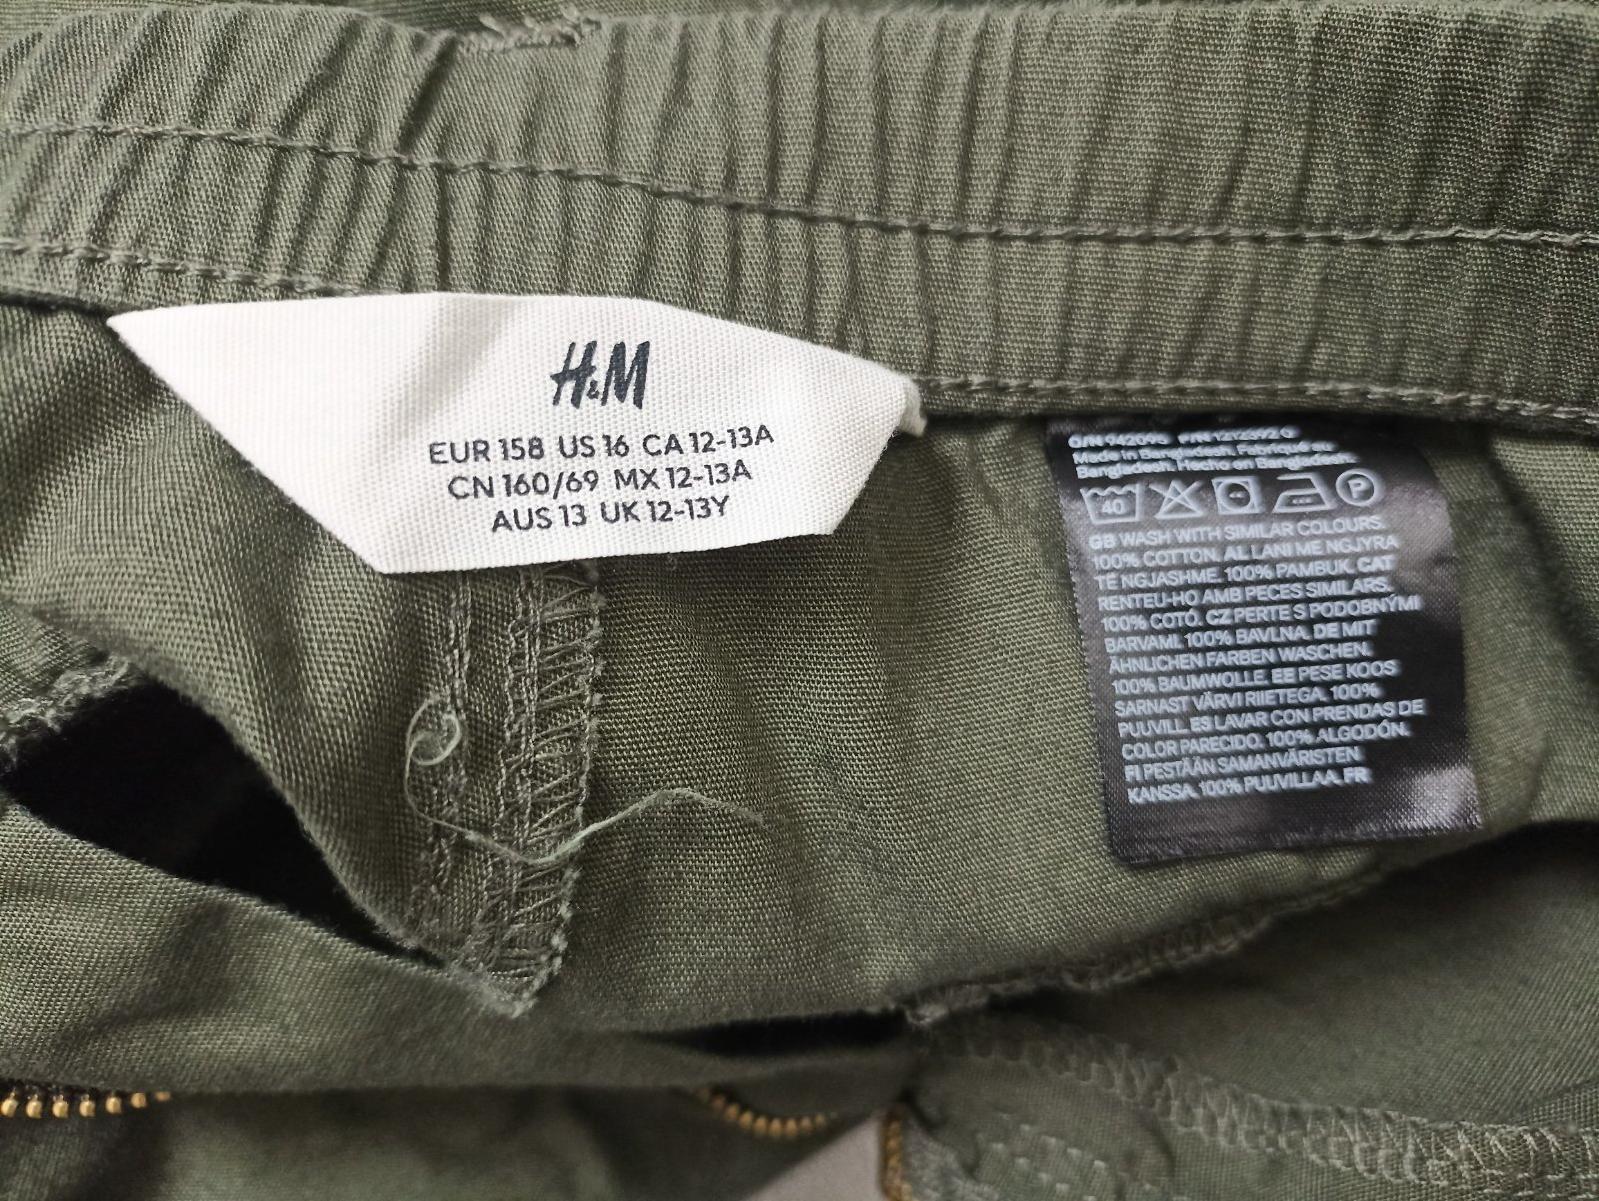 H&M
EUR 158 US 16 CA 12-13A
CN 160/69 MX 12-13A
AUS 13 UK 12-13Y
Made in Bangladesh. Fabriqué
Bangladesh. Hecho en Bangladesh.
40 P
GB WASH WITH SIMILAR COLOURS.
100% COTTON. AL LANI ME NGJYRA
TË NGJASHME. 100% PAMBUK. CAT
RENTEU-HO AMB PECES SIMILARS.
100% COTÓ. CZ PERTE S PODOBNÝMI
BARVAMI. 100% BAVLNA. DE MIT
ÄHNLICHEN FARBEN WASCHEN.
100% BAUMWOLLE. EE PESE KOOS
SARNAST VÄRVI RIIETEGA. 100%
PUUVILL. ES LAVAR CON PRENDAS DE
COLOR PARECIDO. 100% ALGODÓN.
FI PESTÄÄN SAMANVÄRISTEN
KANSSA. 100% PUUVILLAA. FR